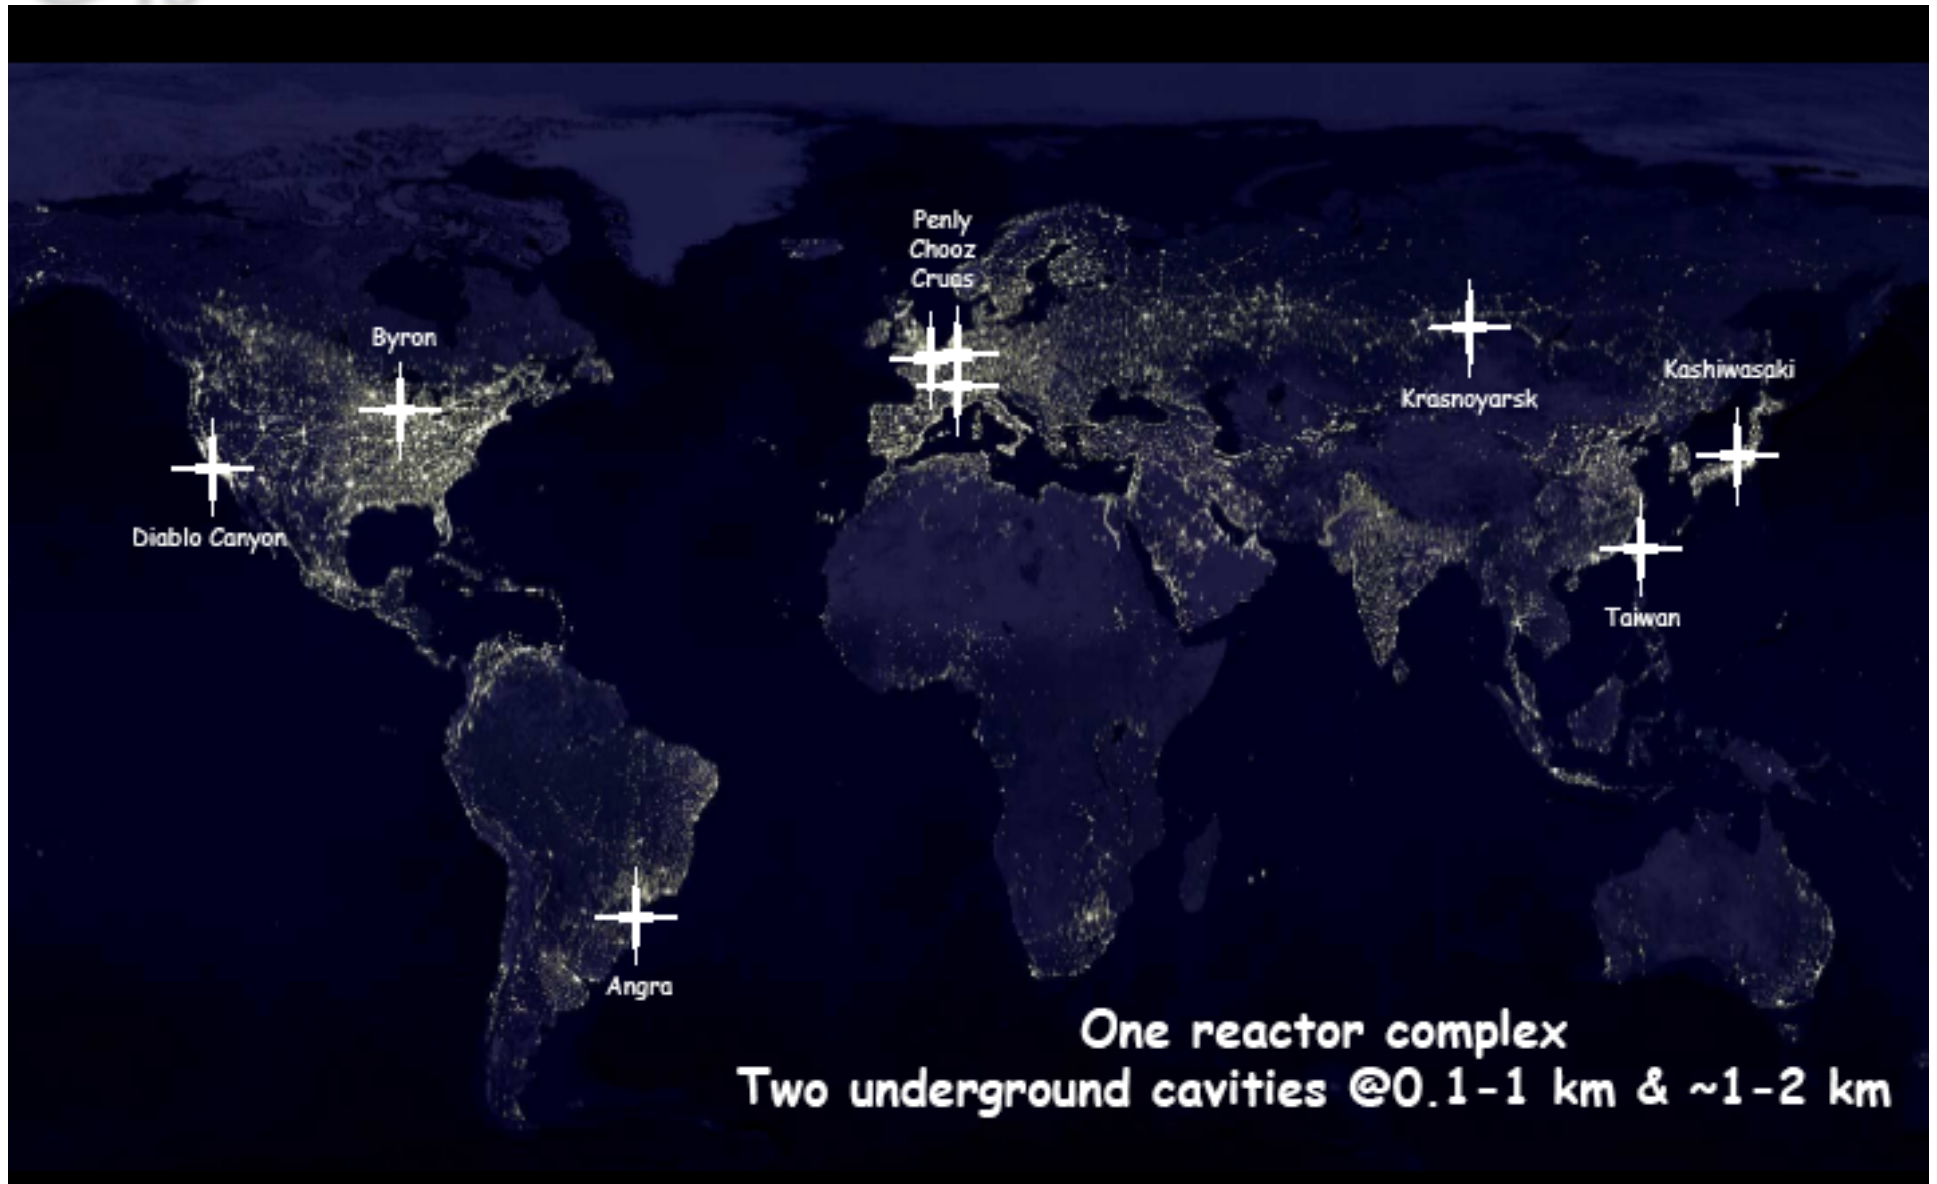 Penly
Chooz
Cruas
Byron
Kashiwasaki
Krasnoyarsk
Diablo Canyon
Taiwan
Angra
One reactor complex
Two underground cavities @0.1-1 km & ~1-2 km